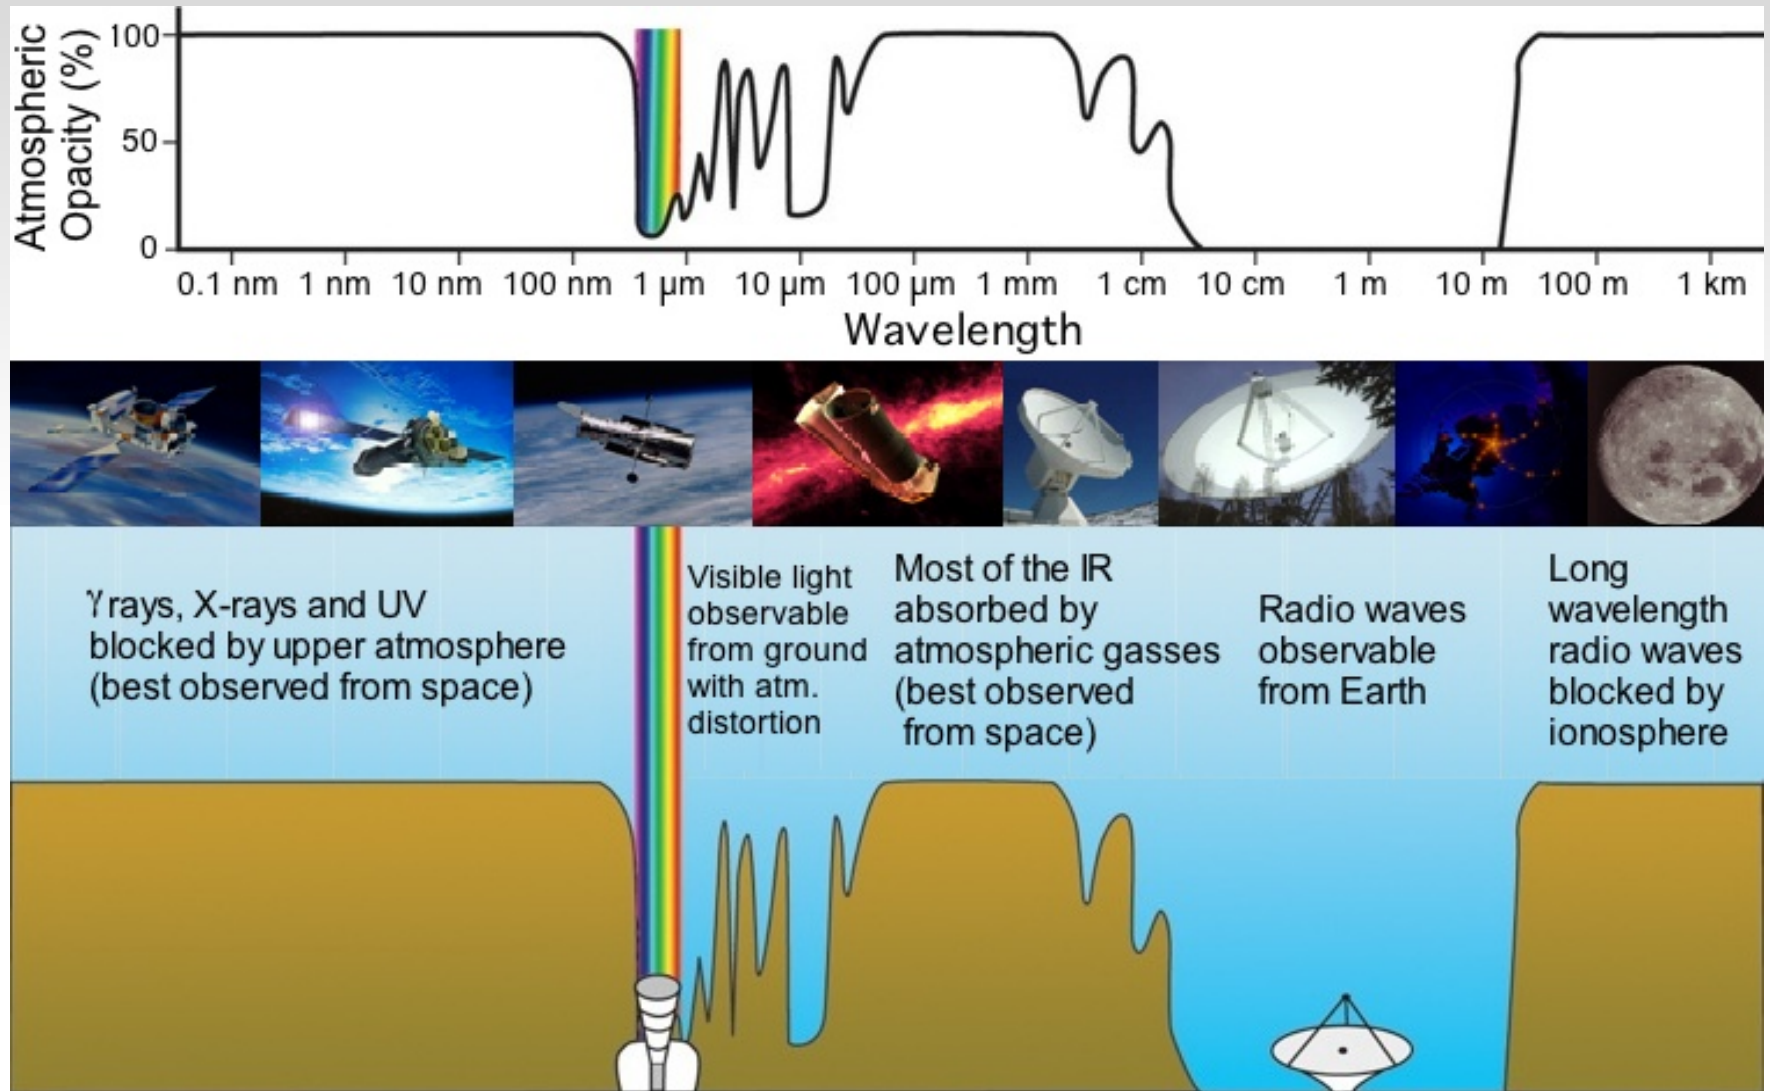 Atmospheric
Opacity (%)
100
50
0
0.1 nm 1 nm 10 nm 100 nm 1 μm 10 μm 100 μm 1 mm 1 cm 10 cm 1 m 10 m 100 m 1 km
Wavelength
γ rays, X-rays and UV
blocked by upper atmosphere
(best observed from space)
Visible light
observable
from ground
with atm.
distortion
Most of the IR
absorbed by
atmospheric gasses
(best observed
from space)
Radio waves
observable
from Earth
Long
wavelength
radio waves
blocked by
ionosphere